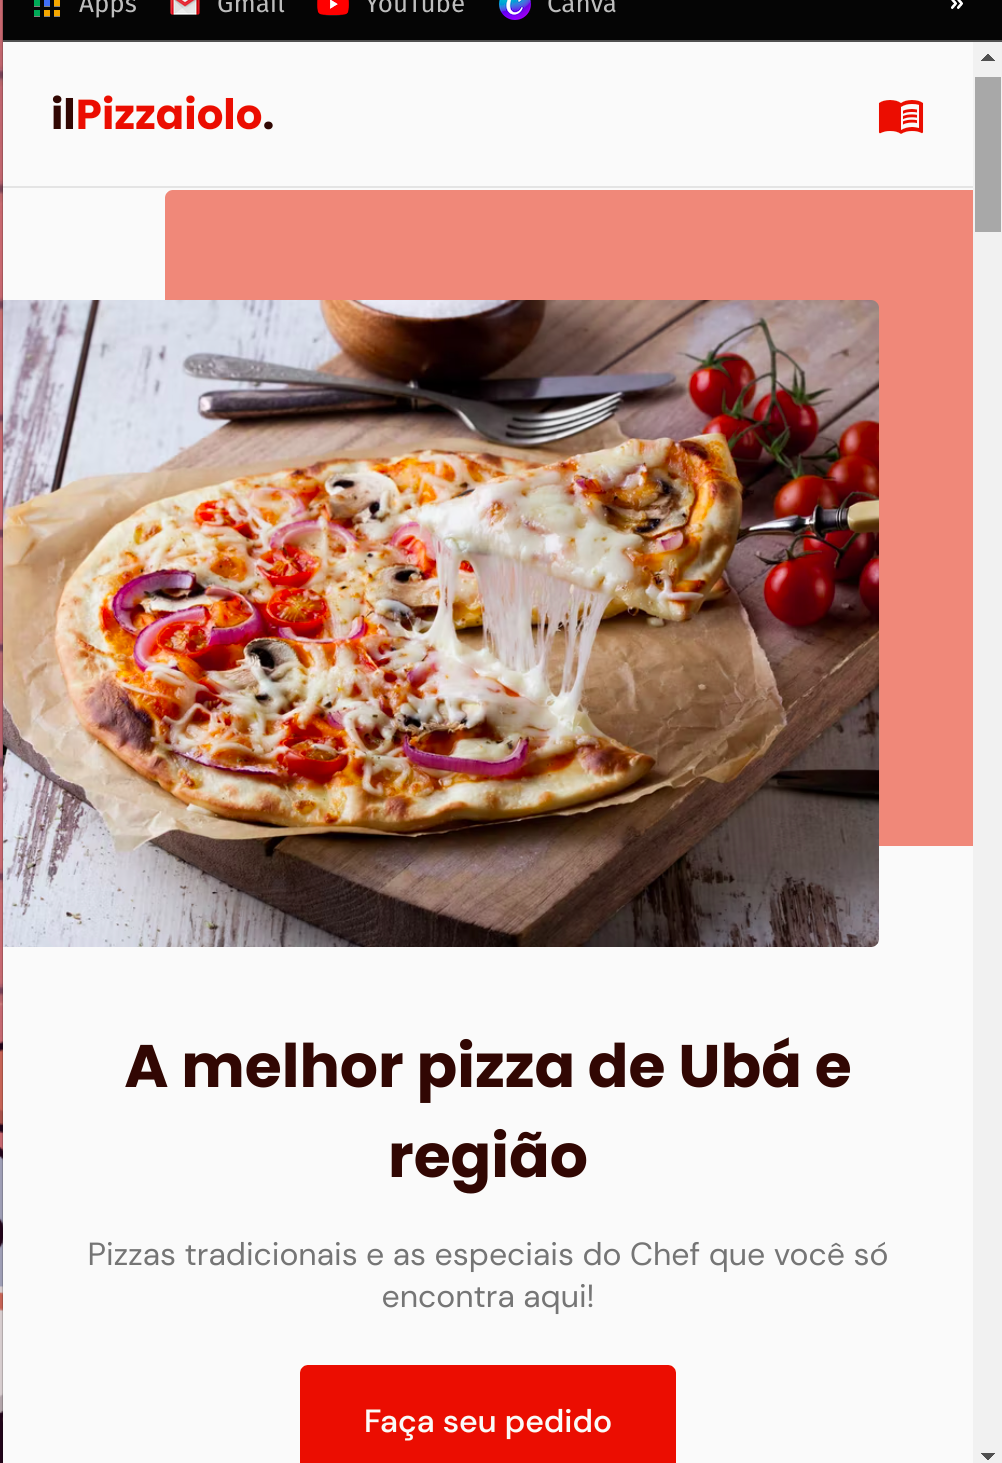 Apps Gmail YouTube Canva »
ilPizzaiolo.
A melhor pizza de Ubá e
região
Pizzas tradicionais e as especiais do Chef que você só
encontra aqui!
Faça seu pedido